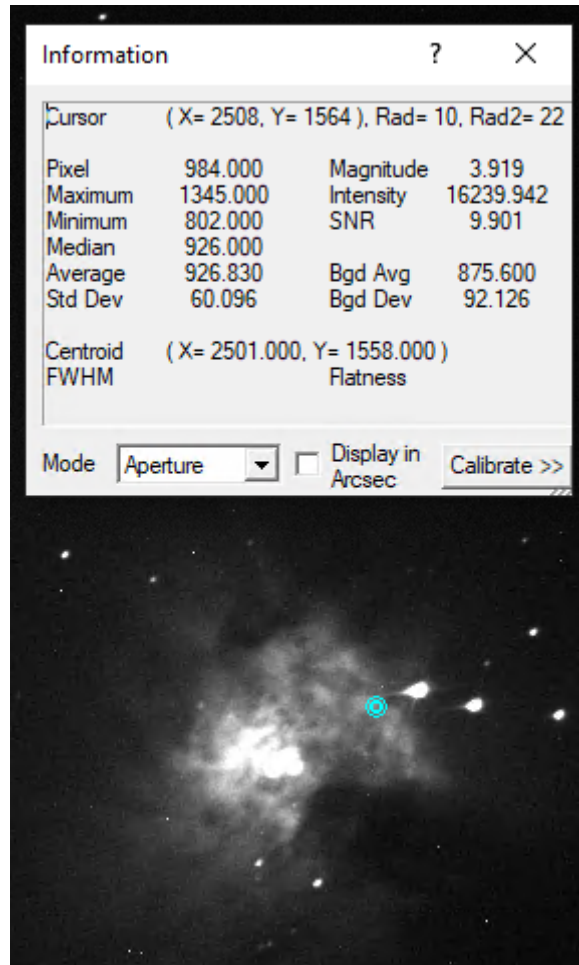 Information ? ✕
Cursor ( X= 2508, Y= 1564 ), Rad= 10, Rad2= 22
Pixel 984.000 Magnitude 3.919
Maximum 1345.000 Intensity 16239.942
Minimum 802.000 SNR 9.901
Median 926.000
Average 926.830 Bgd Avg 875.600
Std Dev 60.096 Bgd Dev 92.126
Centroid ( X= 2501.000, Y= 1558.000 )
FWHM Flatness
Mode Aperture Display in Arcsec Calibrate >>